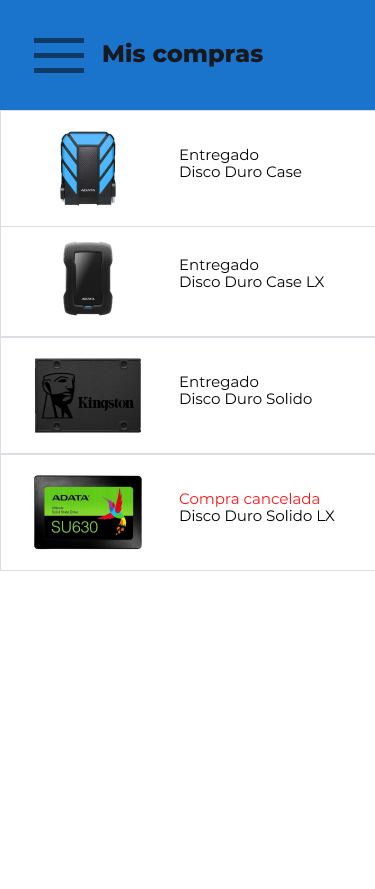 Mis compras
ADATA
Entregado
Disco Duro Case
ADATA
Entregado
Disco Duro Case LX
Kingston
Entregado
Disco Duro Solido
ADATA
SU630
Compra cancelada
Disco Duro Solido LX